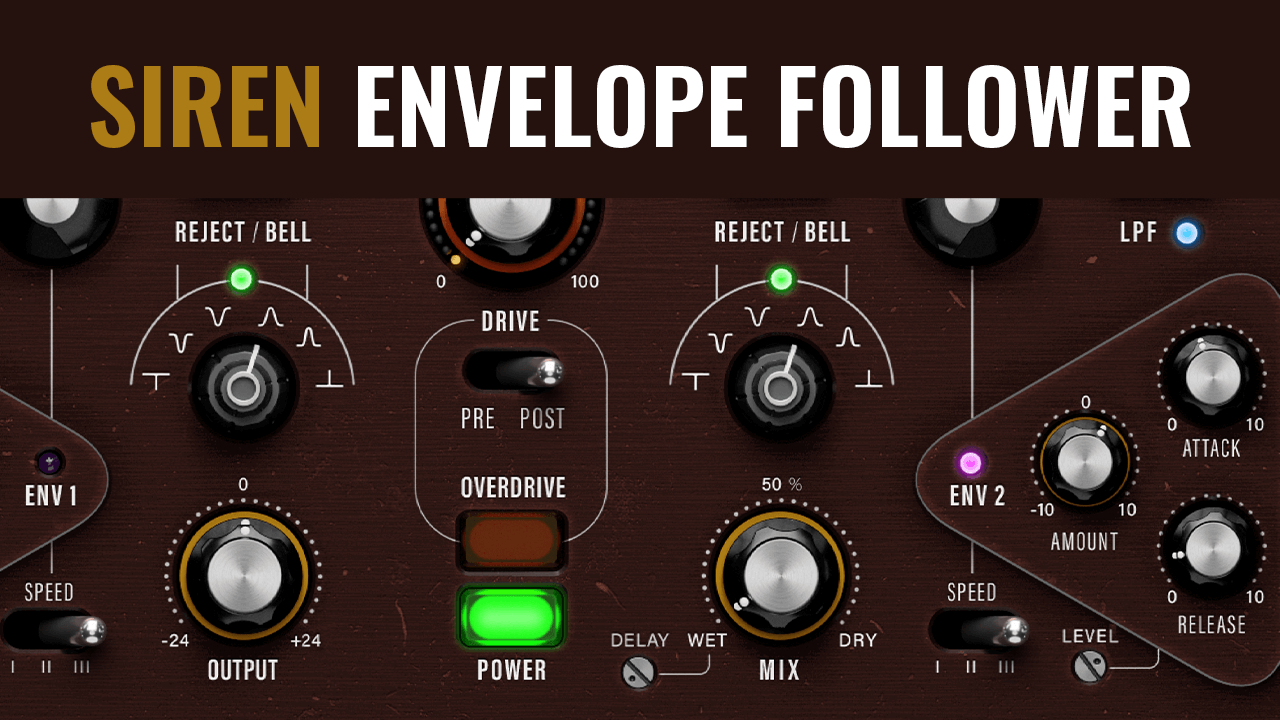 SIREN ENVELOPE FOLLOWER
REJECT / BELL
REJECT / BELL
LPF
0 100
DRIVE
PRE POST
OVERDRIVE
POWER
ENV 1
SPEED
I II III
0
-24 +24
OUTPUT
50 %
WET DRY
MIX
DELAY
ENV 2
SPEED
I II III
0
-10 10
AMOUNT
0 10
ATTACK
0 10
RELEASE
LEVEL